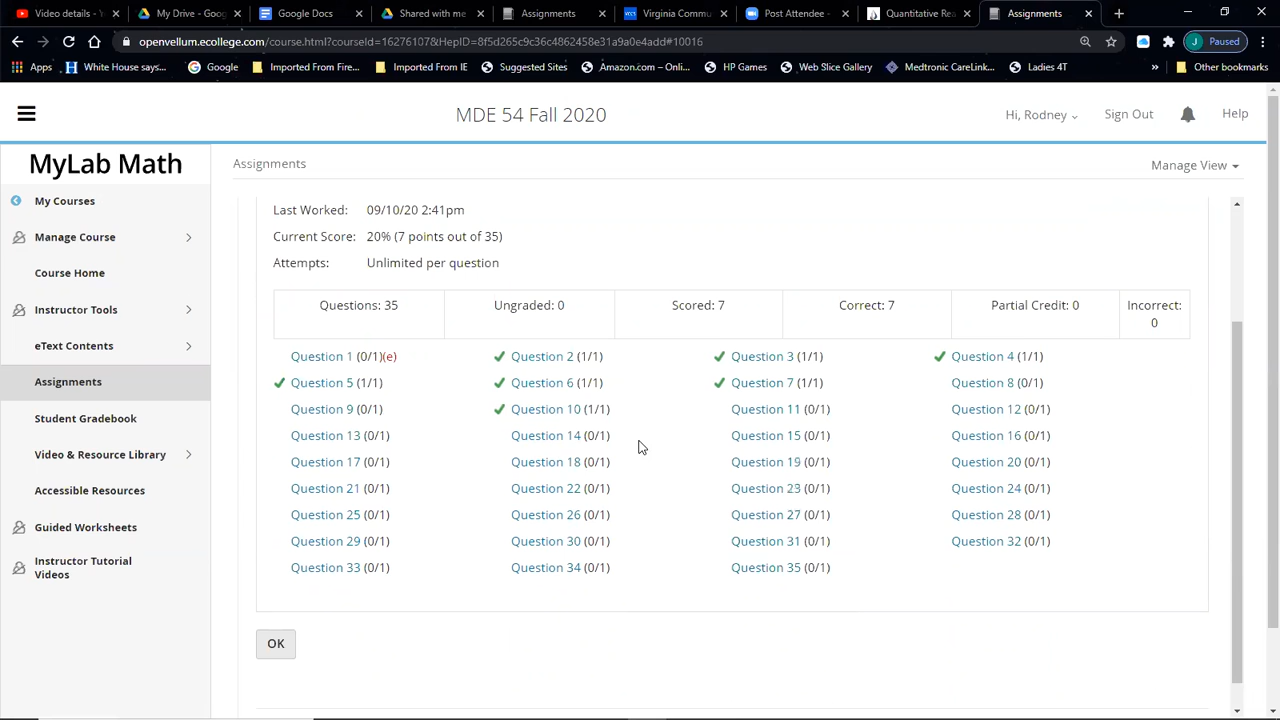 Video details - Y
My Drive - Goog
Google Docs
Shared with me
Assignments
Virginia Commu
Post Attendee -
Quantitative Rea
Assignments
openvellum.ecollege.com/course.html?courseId=16276107&HepID=8f5d265c9c36c4862458e31a9a0e4add#10016
J Paused
Apps
White House says...
Google
Imported From Fire...
Imported From IE
Suggested Sites
Amazon.com – Onli...
HP Games
Web Slice Gallery
Medtronic CareLink...
Ladies 4T
»
Other bookmarks
MDE 54 Fall 2020
Hi, Rodney
Sign Out
Help
MyLab Math
My Courses
Manage Course
Course Home
Instructor Tools
eText Contents
Assignments
Student Gradebook
Video & Resource Library
Accessible Resources
Guided Worksheets
Instructor Tutorial
Videos
Assignments
Manage View
Last Worked: 09/10/20 2:41pm
Current Score: 20% (7 points out of 35)
Attempts: Unlimited per question
Questions: 35 Ungraded: 0 Scored: 7 Correct: 7 Partial Credit: 0 Incorrect:
0
Question 1 (0/1)(e) Question 2 (1/1) Question 3 (1/1) Question 4 (1/1)
Question 5 (1/1) Question 6 (1/1) Question 7 (1/1) Question 8 (0/1)
Question 9 (0/1) Question 10 (1/1) Question 11 (0/1) Question 12 (0/1)
Question 13 (0/1) Question 14 (0/1) Question 15 (0/1) Question 16 (0/1)
Question 17 (0/1) Question 18 (0/1) Question 19 (0/1) Question 20 (0/1)
Question 21 (0/1) Question 22 (0/1) Question 23 (0/1) Question 24 (0/1)
Question 25 (0/1) Question 26 (0/1) Question 27 (0/1) Question 28 (0/1)
Question 29 (0/1) Question 30 (0/1) Question 31 (0/1) Question 32 (0/1)
Question 33 (0/1) Question 34 (0/1) Question 35 (0/1)
OK